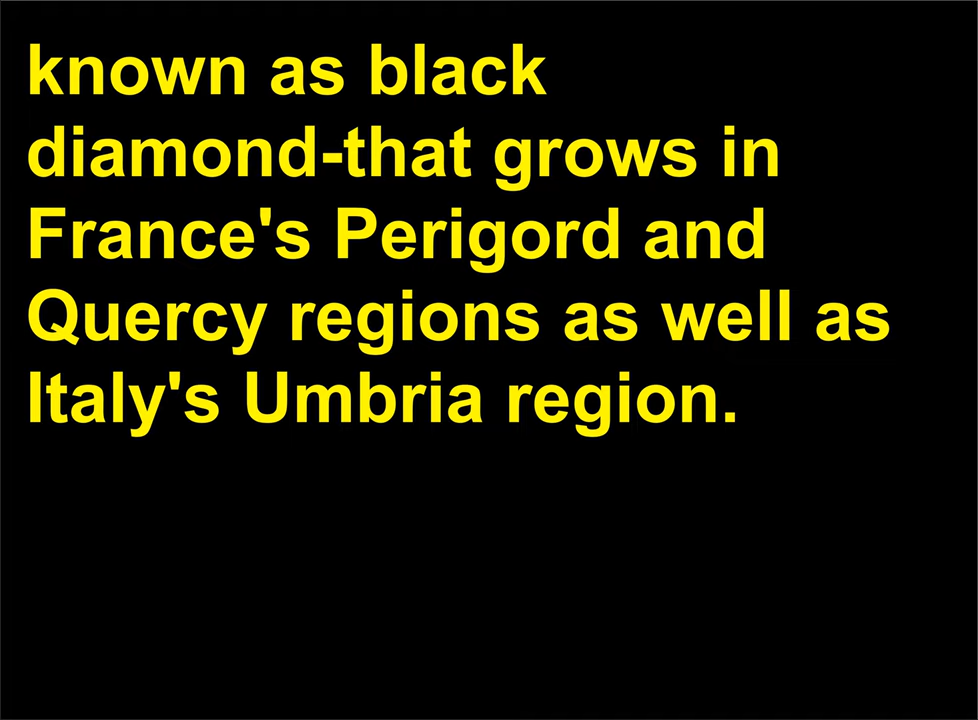 known as black
diamond-that grows in
France's Perigord and
Quercy regions as well as
Italy's Umbria region.